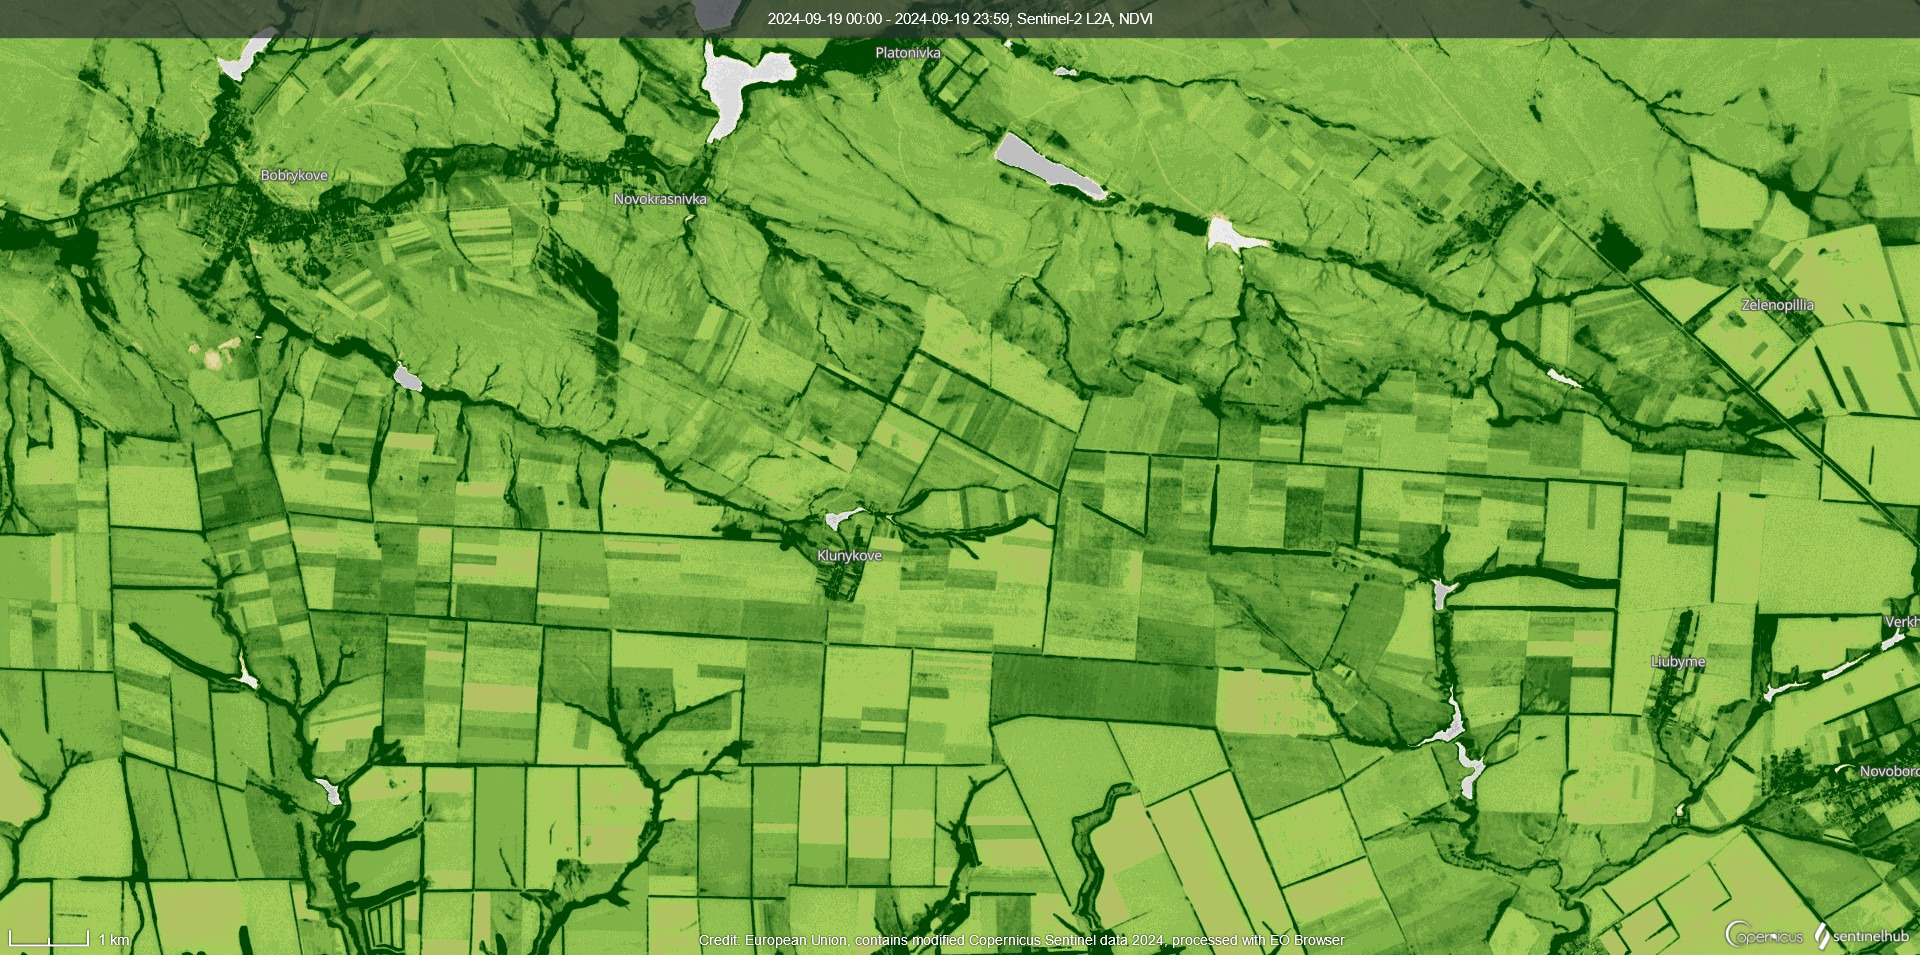 2024-09-19 00:00 - 2024-09-19 23:59, Sentinel-2 L2A, NDVI
Platonivka
Bobrykove
Novokrasnivka
Zelenopillia
Klunykove
Verkh
Liubyme
Novoboro
1 km
Credit: European Union, contains modified Copernicus Sentinel data 2024, processed with EO Browser
Copernicus
sentinelhub